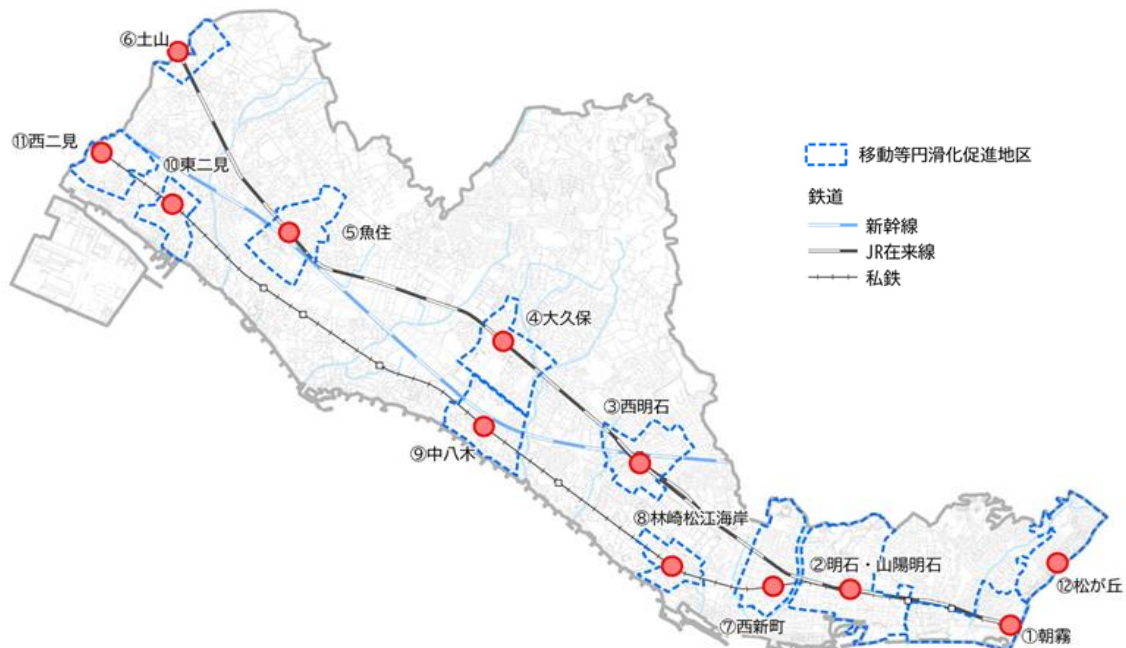 ⑥土山
⑪西二見
⑩東二見
移動等円滑化促進地区
鉄道
新幹線
JR在来線
私鉄
⑤魚住
④大久保
③西明石
⑨中八木
⑧林崎松江海岸
②明石・山陽明石
⑫松が丘
⑦西新町
①朝霧